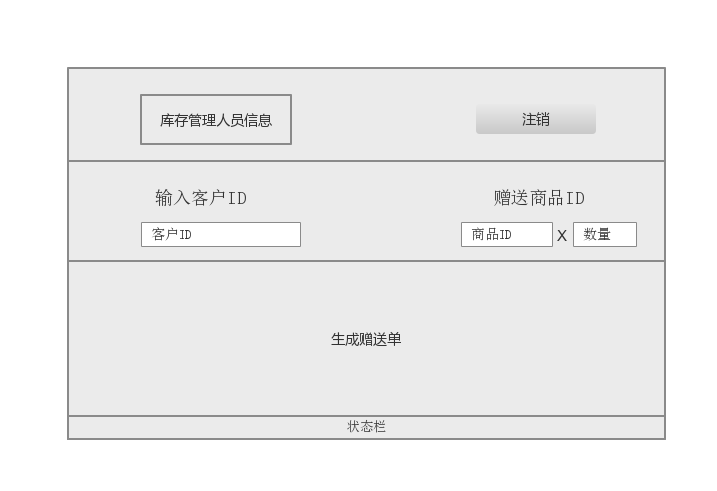 库存管理人员信息
注销
输入客户ID
赠送商品ID
客户ID
商品ID X 数量
生成赠送单
状态栏